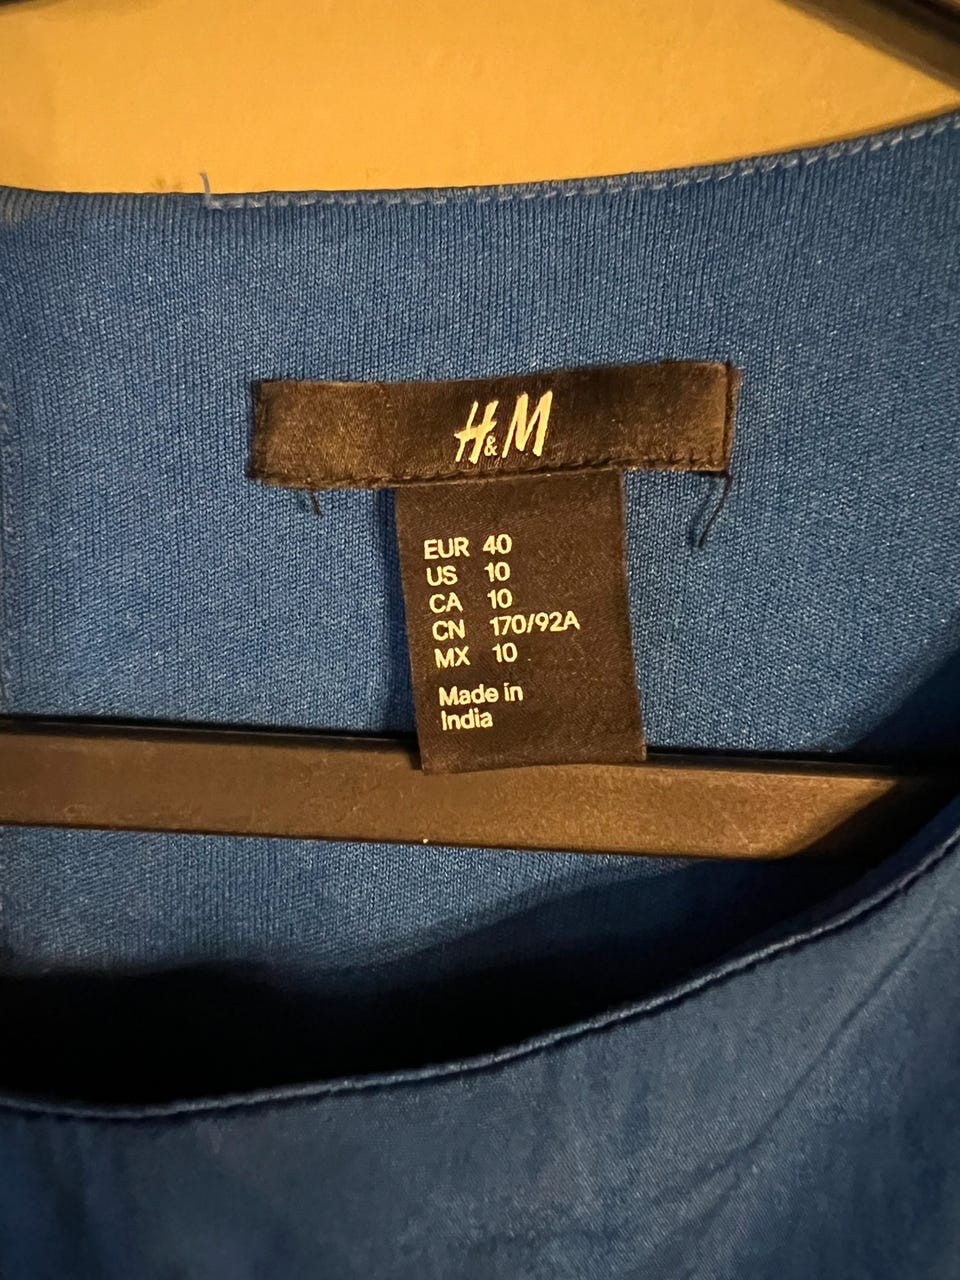 H&M
EUR 40
US 10
CA 10
CN 170/92A
MX 10
Made in
India